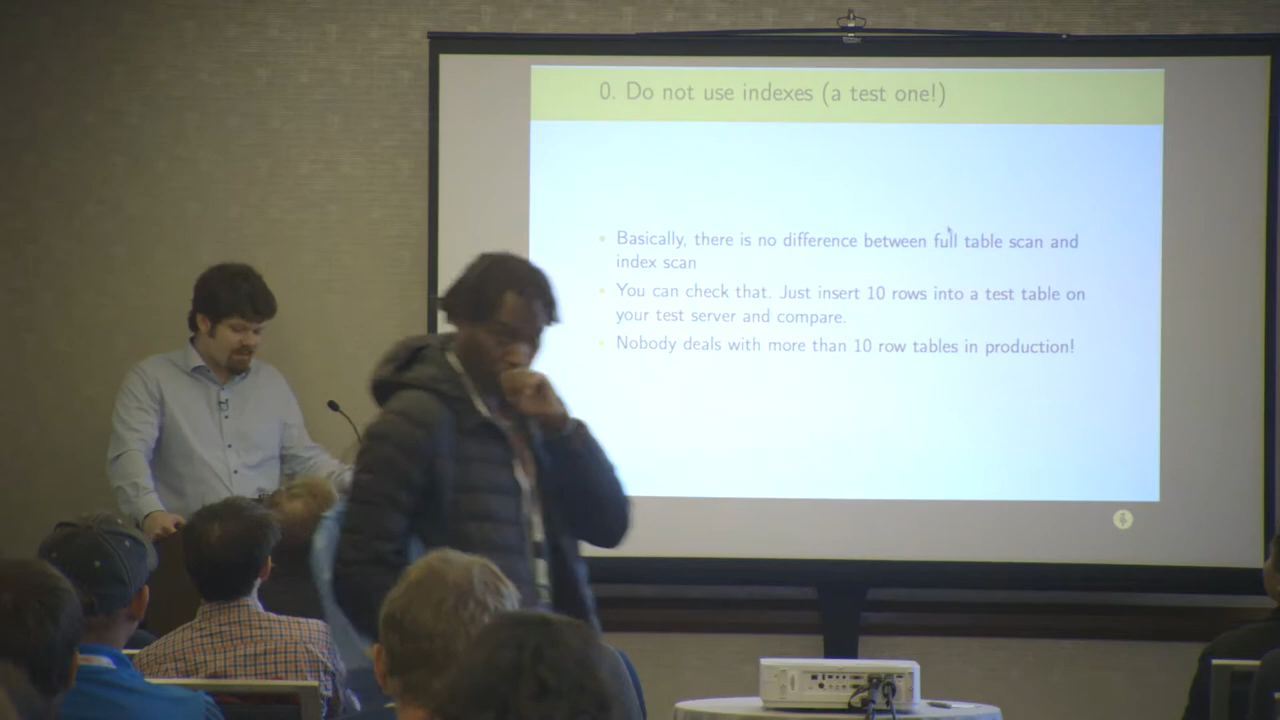 0. Do not use indexes (a test one!)
Basically, there is no difference between full table scan and
index scan
You can check that. Just insert 10 rows into a test table on
your test server and compare.
Nobody deals with more than 10 row tables in production!